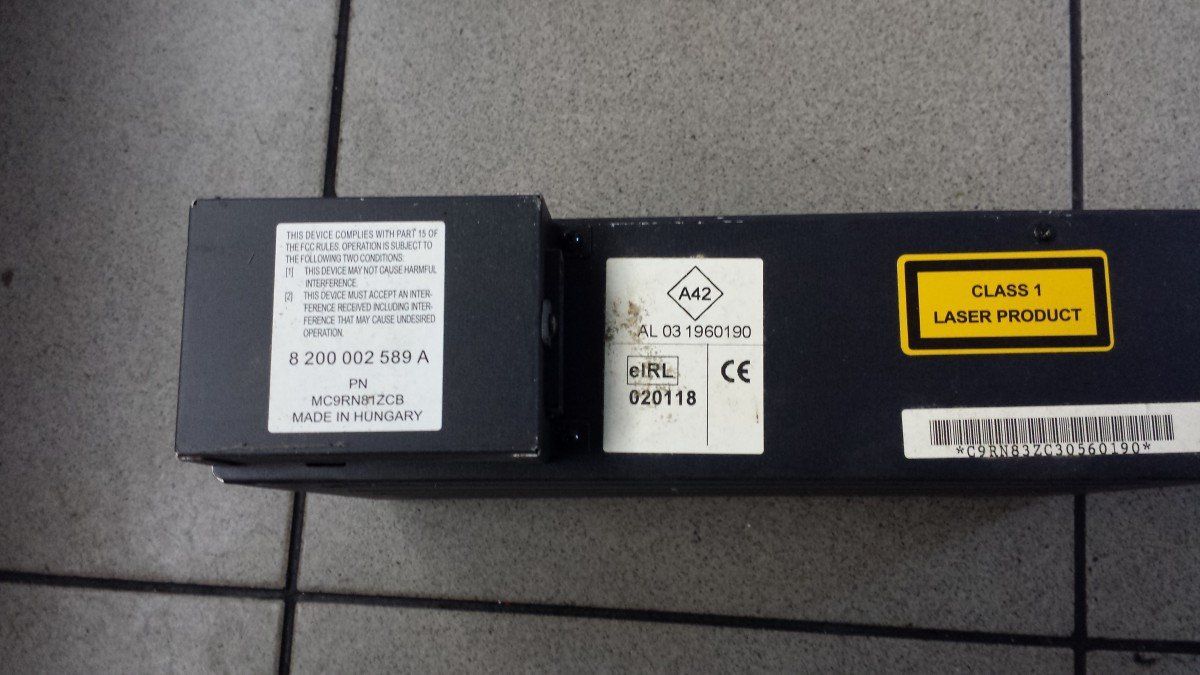 THIS DEVICE COMPLIES WITH PART 15 OF
THE FCC RULES. OPERATION IS SUBJECT TO
THE FOLLOWING TWO CONDITIONS:
[1] THIS DEVICE MAY NOT CAUSE HARMFUL
INTERFERENCE.
[2] THIS DEVICE MUST ACCEPT AN INTER-
FERENCE RECEIVED INCLUDING INTER-
FERENCE THAT MAY CAUSE UNDESIRED
OPERATION.
8 200 002 589 A
PN
MC9RN81ZCB
MADE IN HUNGARY
A42
AL 03 1960190
eIRL
020118
CE
CLASS 1
LASER PRODUCT
*C9RN83ZC30560190*